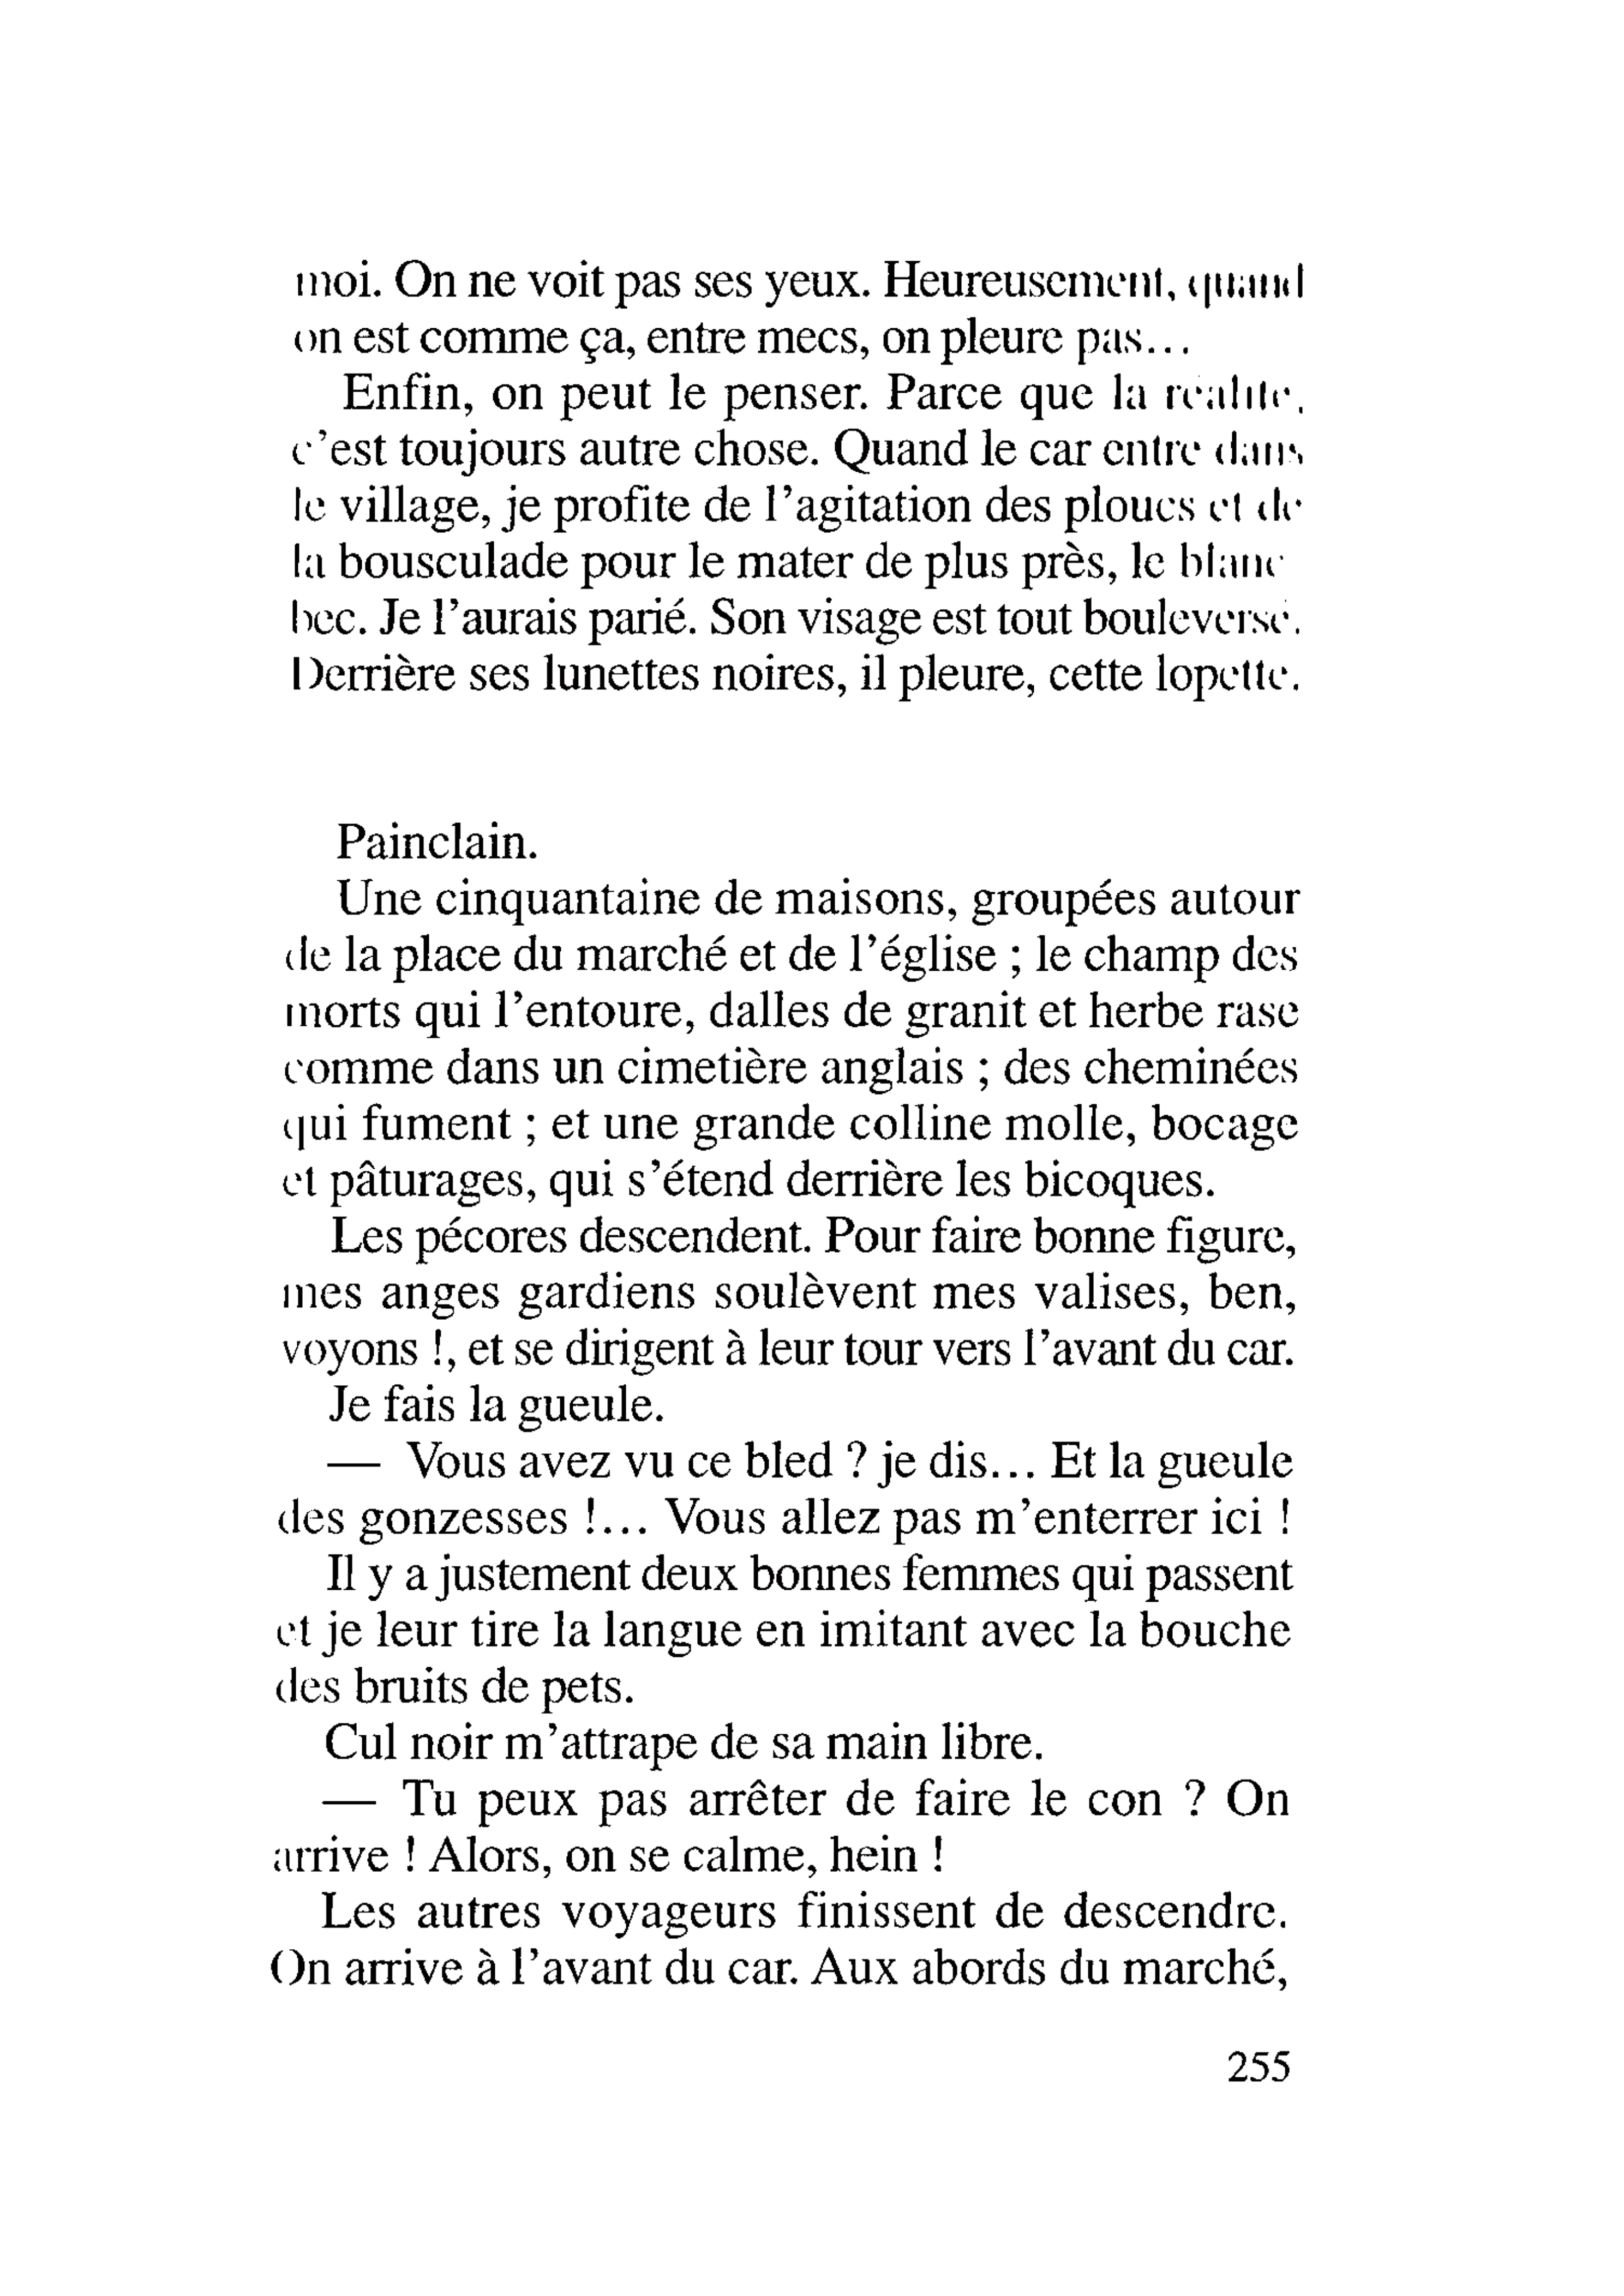 moi. On ne voit pas ses yeux. Heureusement, quand
on est comme ça, entre mecs, on pleure pas...
Enfin, on peut le penser. Parce que la réalité,
c'est toujours autre chose. Quand le car entre dans
le village, je profite de l'agitation des ploucs et de
la bousculade pour le mater de plus près, le blanc
bec. Je l'aurais parié. Son visage est tout bouleversé.
Derrière ses lunettes noires, il pleure, cette lopette.
Painclain.
Une cinquantaine de maisons, groupées autour
de la place du marché et de l'église ; le champ des
morts qui l'entoure, dalles de granit et herbe rase
comme dans un cimetière anglais ; des cheminées
qui fument ; et une grande colline molle, bocage
et pâturages, qui s'étend derrière les bicoques.
Les pécores descendent. Pour faire bonne figure,
mes anges gardiens soulèvent mes valises, ben,
voyons !, et se dirigent à leur tour vers l'avant du car.
Je fais la gueule.
— Vous avez vu ce bled ? je dis... Et la gueule
des gonzesses !... Vous allez pas m'enterrer ici !
Il y a justement deux bonnes femmes qui passent
et je leur tire la langue en imitant avec la bouche
des bruits de pets.
Cul noir m'attrape de sa main libre.
— Tu peux pas arrêter de faire le con ? On
arrive ! Alors, on se calme, hein !
Les autres voyageurs finissent de descendre.
On arrive à l'avant du car. Aux abords du marché,
255